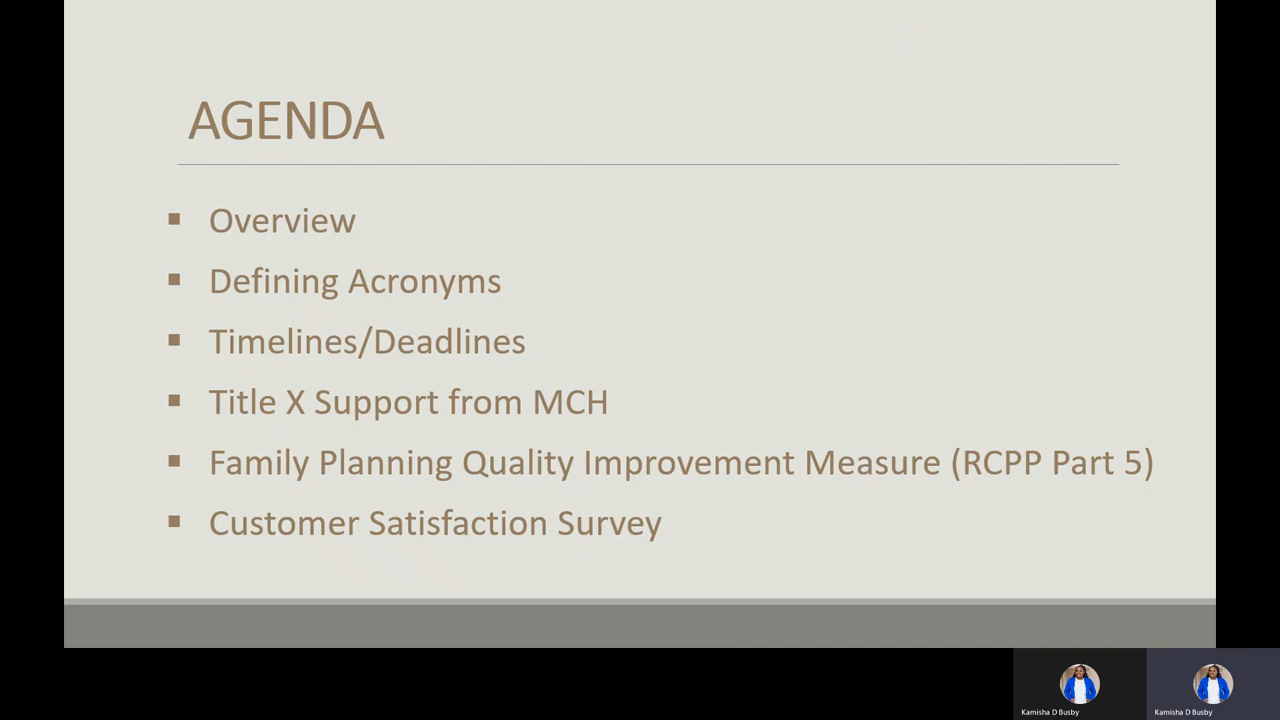 AGENDA
▪ Overview
▪ Defining Acronyms
▪ Timelines/Deadlines
▪ Title X Support from MCH
▪ Family Planning Quality Improvement Measure (RCPP Part 5)
▪ Customer Satisfaction Survey
Kamisha D Busby
Kamisha D Busby